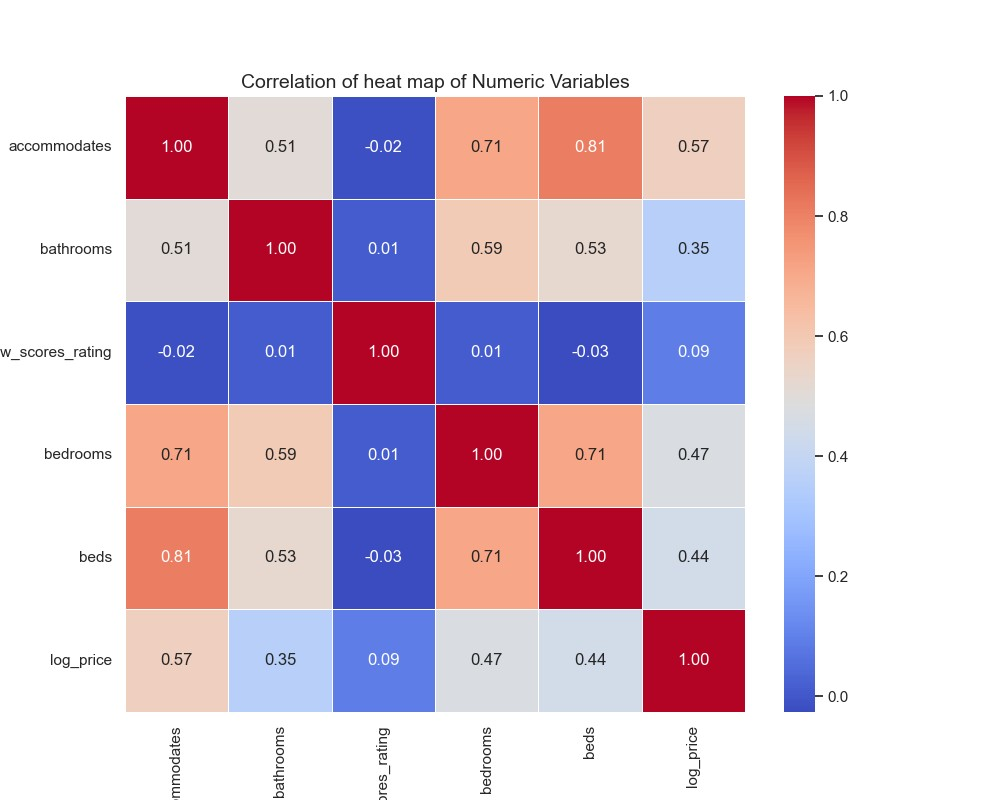 Correlation of heat map of Numeric Variables
1.0
accommodates 1.00 0.51 -0.02 0.71 0.81 0.57
0.8
bathrooms 0.51 1.00 0.01 0.59 0.53 0.35
w_scores_rating -0.02 0.01 1.00 0.01 -0.03 0.09
0.6
bedrooms 0.71 0.59 0.01 1.00 0.71 0.47
0.4
beds 0.81 0.53 -0.03 0.71 1.00 0.44
0.2
log_price 0.57 0.35 0.09 0.47 0.44 1.00
0.0
mmodates
bathrooms
ores_rating
bedrooms
beds
log_price